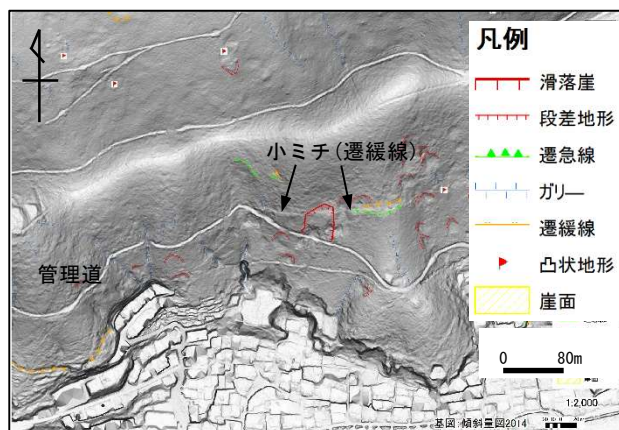 凡例
滑落崖
段差地形
遷急線
ガリー
遷緩線
凸状地形
崖面
小ミチ(遷緩線)
管理道
0 80m
1:2,000
基図:傾斜量図2014